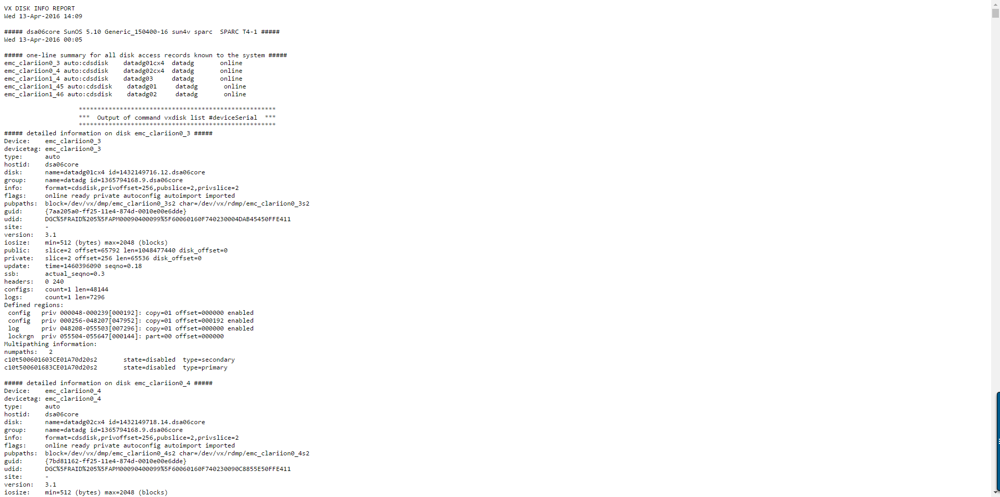 VX DISK INFO REPORT
Wed 13-Apr-2016 14:09
##### dsa06core SunOS 5.10 Generic_150400-16 sun4v sparc  SPARC T4-1 #####
Wed 13-Apr-2016 00:05
##### one-line summary for all disk access records known to the system #####
emc_clariion0_3 auto:cdsdisk    datadg01cx4  datadg       online
emc_clariion0_4 auto:cdsdisk    datadg02cx4  datadg       online
emc_clariion1_4 auto:cdsdisk    datadg03     datadg       online
emc_clariion1_45 auto:cdsdisk    datadg01     datadg       online
emc_clariion1_46 auto:cdsdisk    datadg02     datadg       online
*****************************************************
***  Output of command vxdisk list #deviceSerial  ***
*****************************************************
##### detailed information on disk emc_clariion0_3 #####
Device:    emc_clariion0_3
devicetag: emc_clariion0_3
type:      auto
hostid:    dsa06core
disk:      name=datadg01cx4 id=1432149716.12.dsa06core
group:     name=datadg id=1365794168.9.dsa06core
info:      format=cdsdisk,privoffset=256,pubslice=2,privslice=2
flags:     online ready private autoconfig autoimport imported
pubpaths:  block=/dev/vx/dmp/emc_clariion0_3s2 char=/dev/vx/rdmp/emc_clariion0_3s2
guid:      {7aa205a0-ff25-11e4-874d-0010e00e6dde}
udid:      DGC%5FRAID%205%5FAPM00090400099%5F60060160F740230004DAB45450FFE411
site:      -
version:   3.1
iosize:    min=512 (bytes) max=2048 (blocks)
public:    slice=2 offset=65792 len=1048477440 disk_offset=0
private:   slice=2 offset=256 len=65536 disk_offset=0
update:    time=1460396090 seqno=0.18
ssb:       actual_seqno=0.3
headers:   0 240
configs:   count=1 len=48144
logs:      count=1 len=7296
Defined regions:
 config   priv 000048-000239[000192]: copy=01 offset=000000 enabled
 config   priv 000256-048207[047952]: copy=01 offset=000192 enabled
 log      priv 048208-055503[007296]: copy=01 offset=000000 enabled
 lockrgn  priv 055504-055647[000144]: part=00 offset=000000
Multipathing information:
numpaths:   2
c10t500601603CE01A70d20s2       state=disabled  type=secondary
c10t500601683CE01A70d20s2       state=disabled  type=primary
##### detailed information on disk emc_clariion0_4 #####
Device:    emc_clariion0_4
devicetag: emc_clariion0_4
type:      auto
hostid:    dsa06core
disk:      name=datadg02cx4 id=1432149718.14.dsa06core
group:     name=datadg id=1365794168.9.dsa06core
info:      format=cdsdisk,privoffset=256,pubslice=2,privslice=2
flags:     online ready private autoconfig autoimport imported
pubpaths:  block=/dev/vx/dmp/emc_clariion0_4s2 char=/dev/vx/rdmp/emc_clariion0_4s2
guid:      {7bd81162-ff25-11e4-874d-0010e00e6dde}
udid:      DGC%5FRAID%205%5FAPM00090400099%5F60060160F740230090C8855E50FFE411
site:      -
version:   3.1
iosize:    min=512 (bytes) max=2048 (blocks)